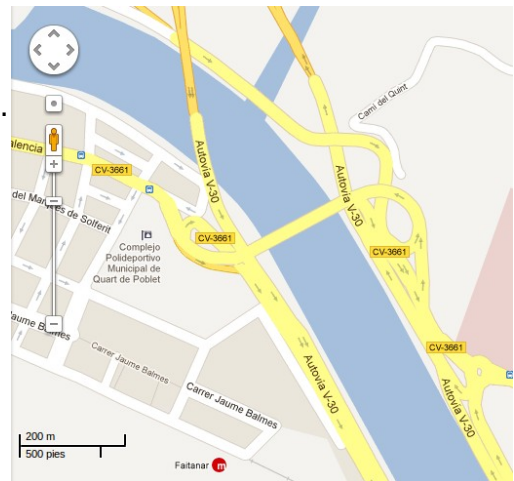 Camí del Quint
alencia
CV-3661
Autovía V-30
Autovía V-30
del Marqués de Solferit
CV-3661
CV-3661
Complejo
Polideportivo
Municipal de
Quart de Poblet
Jaume Balmes
CV-3661
Carrer Jaume Balmes
Autovía V-30
Autovía V-30
Carrer Jaume Balmes
200 m
500 pies
Faitanar m